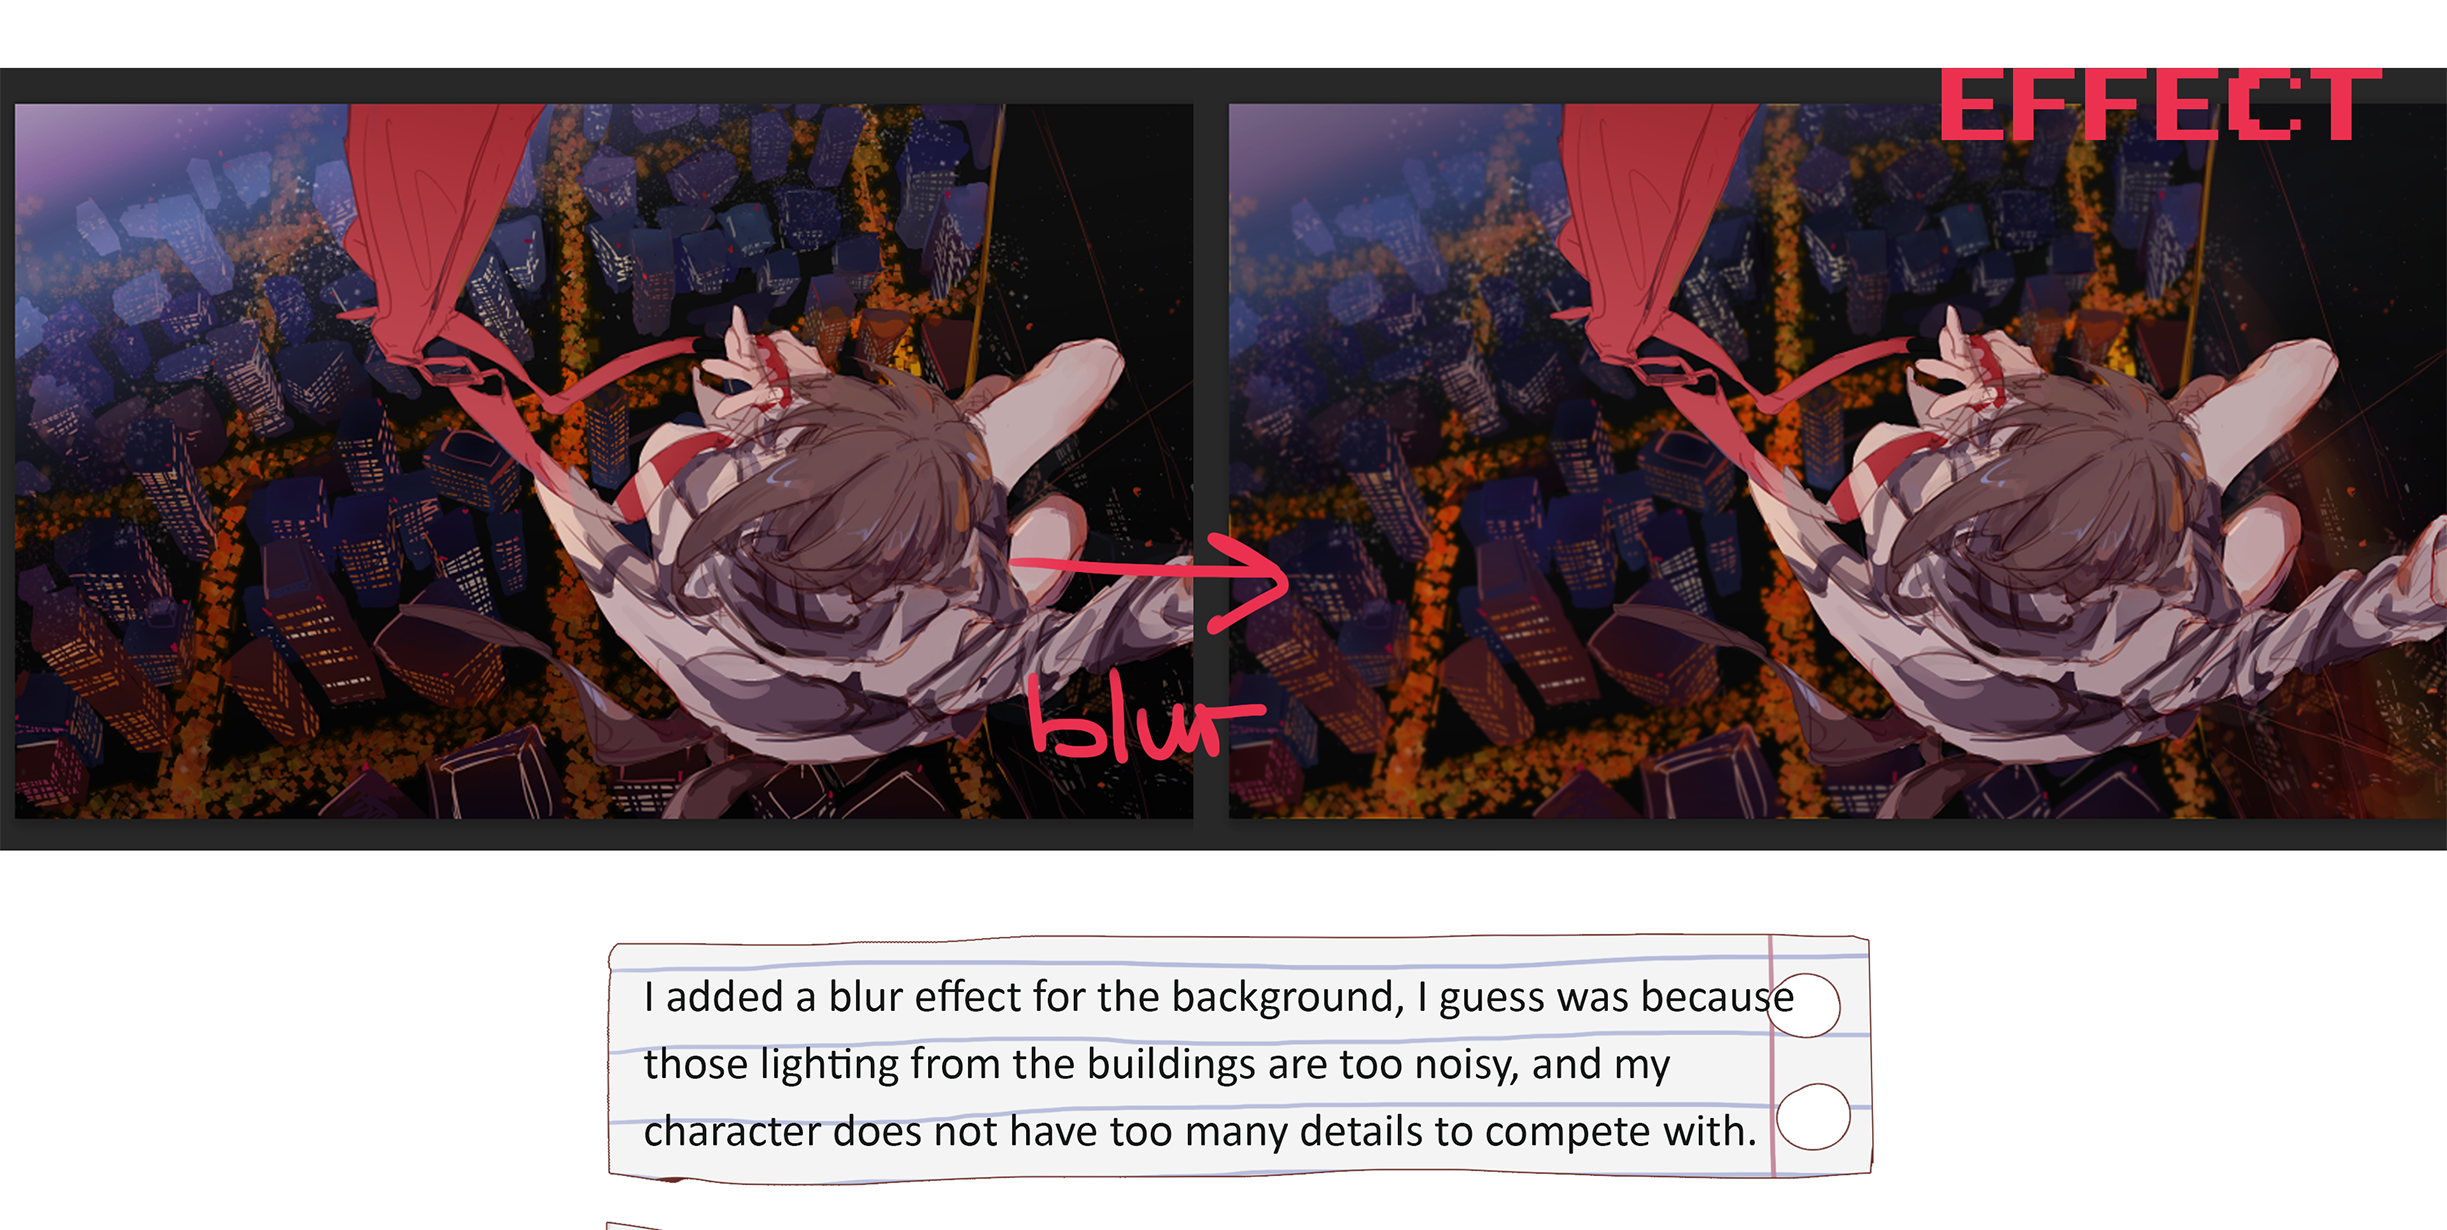 EFFECT
blur
I added a blur effect for the background, I guess was because
those lighting from the buildings are too noisy, and my
character does not have too many details to compete with.